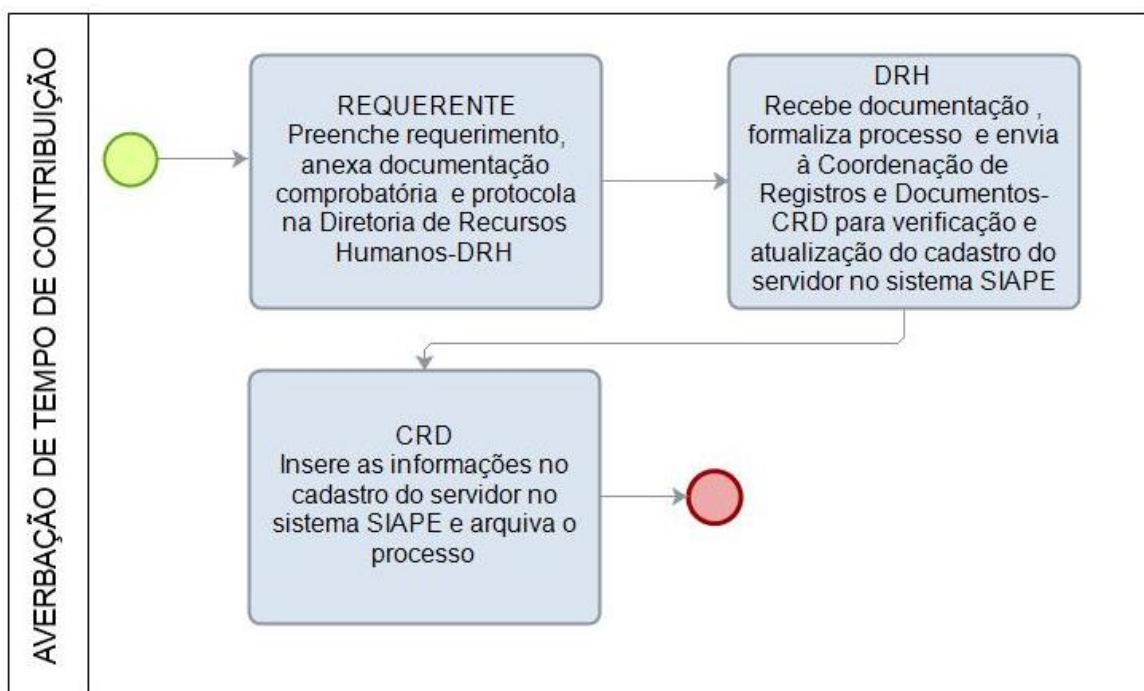 AVERBAÇÃO DE TEMPO DE CONTRIBUIÇÃO
REQUERENTE
Preenche requerimento,
anexa documentação
comprobatória e protocola
na Diretoria de Recursos
Humanos-DRH
DRH
Recebe documentação ,
formaliza processo e envia
à Coordenação de
Registros e Documentos-
CRD para verificação e
atualização do cadastro do
servidor no sistema SIAPE
CRD
Insere as informações no
cadastro do servidor no
sistema SIAPE e arquiva o
processo